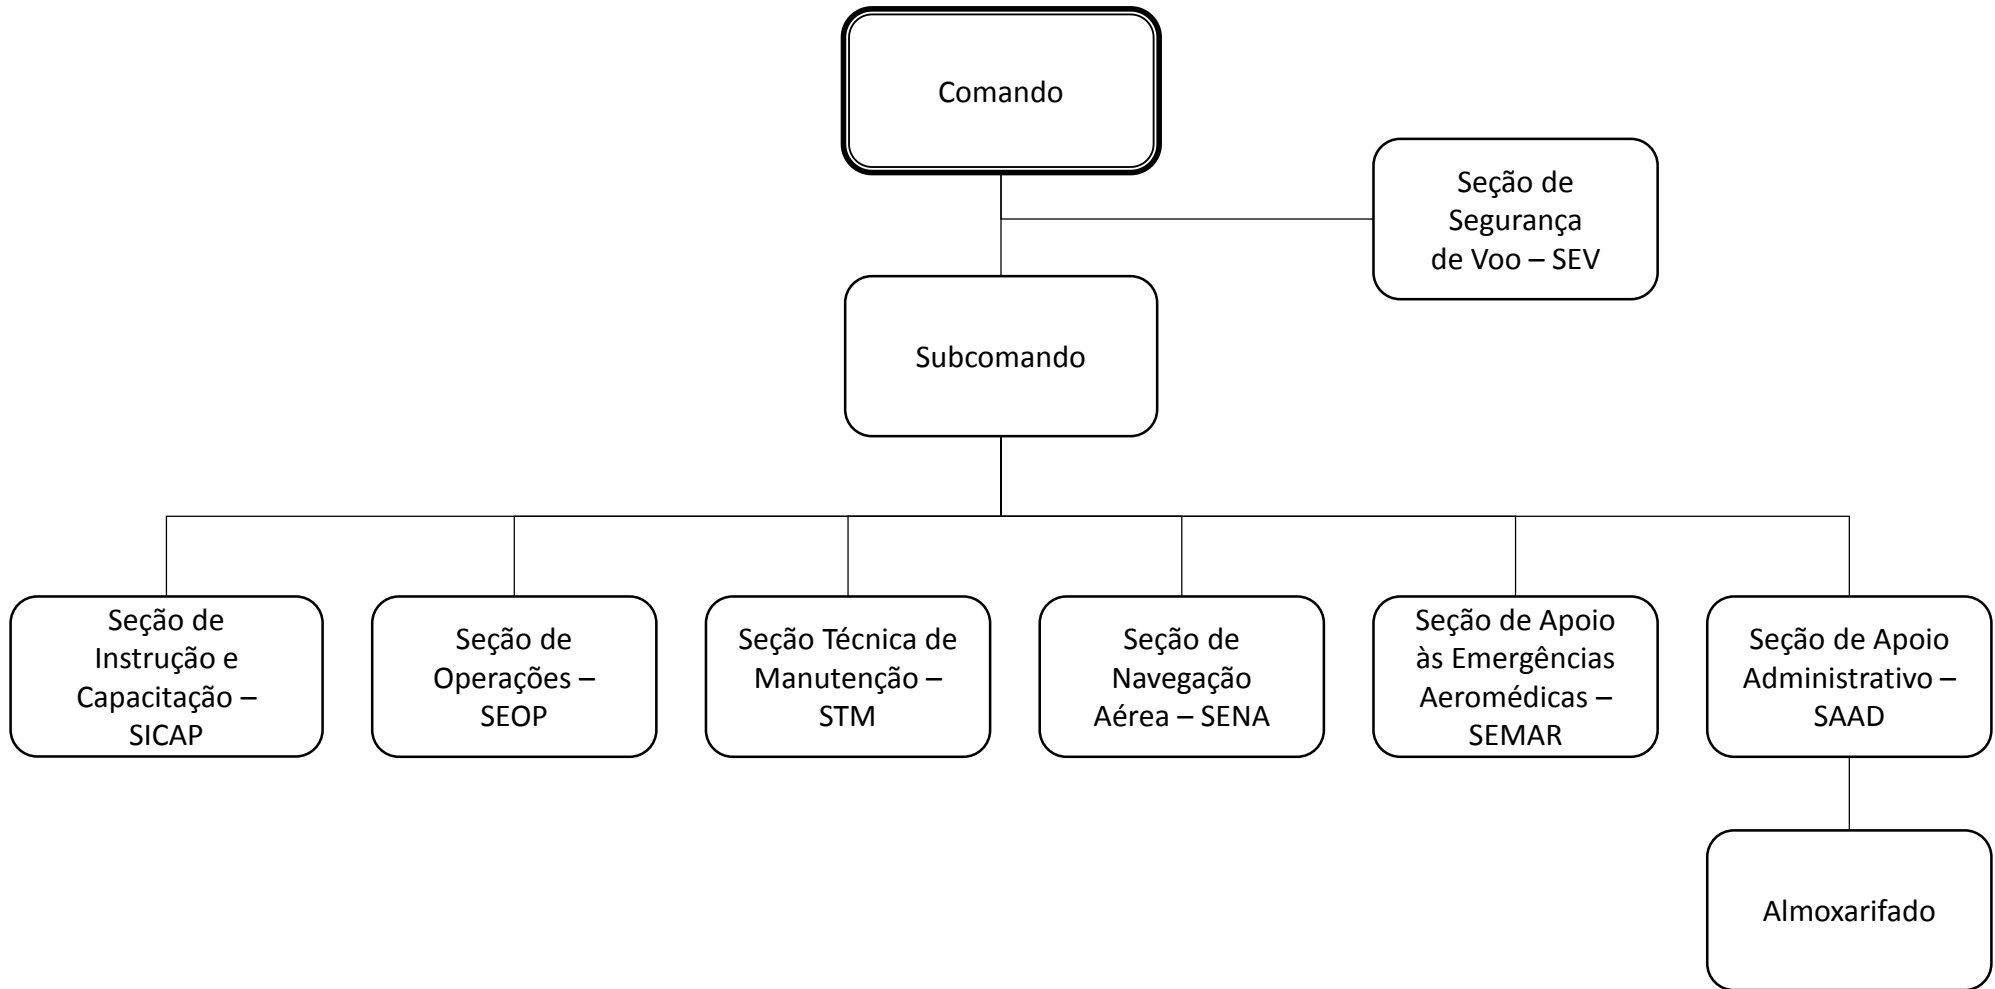 Comando
Seção de
Segurança
de Voo – SEV
Subcomando
Seção de
Instrução e
Capacitação –
SICAP
Seção de
Operações –
SEOP
Seção Técnica de
Manutenção –
STM
Seção de
Navegação
Aérea – SENA
Seção de Apoio
às Emergências
Aeromédicas –
SEMAR
Seção de Apoio
Administrativo –
SAAD
Almoxarifado